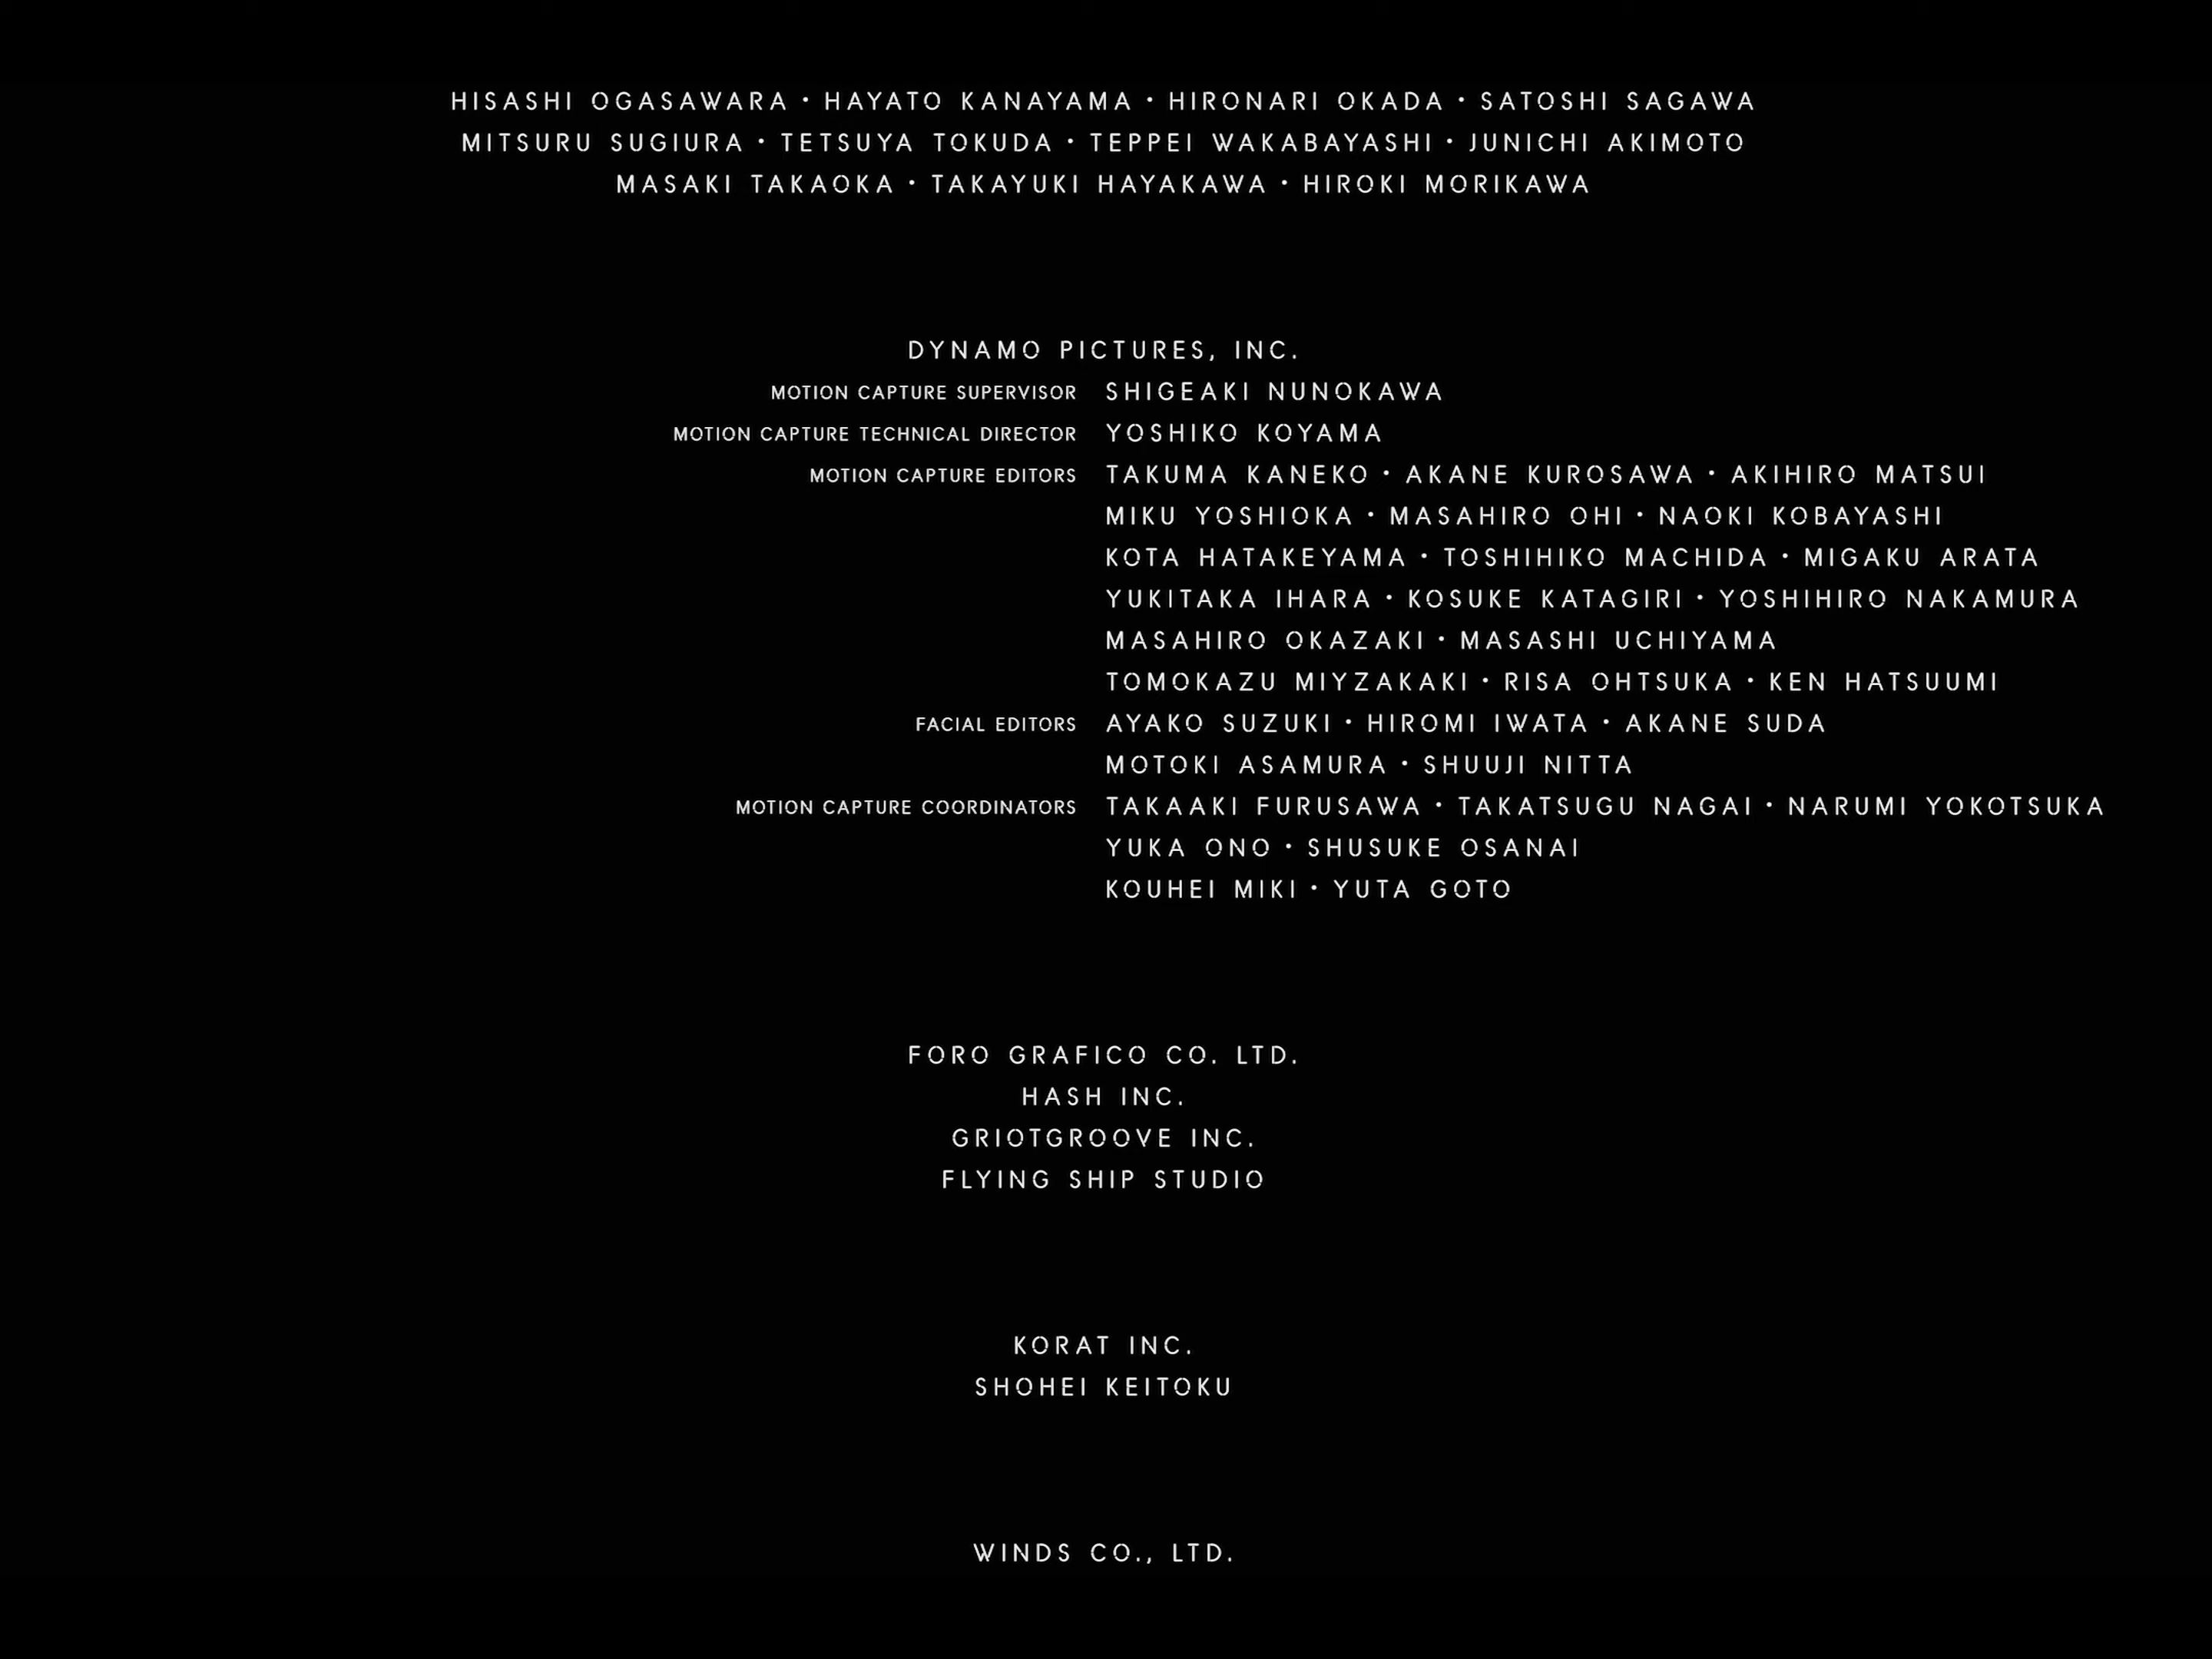 HISASHI OGASAWARA • HAYATO KANAYAMA • HIRONARI OKADA • SATOSHI SAGAWA
MITSURU SUGIURA • TETSUYA TOKUDA • TEPPEI WAKABAYASHI • JUNICHI AKIMOTO
MASAKI TAKAOKA • TAKAYUKI HAYAKAWA • HIROKI MORIKAWA
DYNAMO PICTURES, INC.
MOTION CAPTURE SUPERVISOR SHIGEAKI NUNOKAWA
MOTION CAPTURE TECHNICAL DIRECTOR YOSHIKO KOYAMA
MOTION CAPTURE EDITORS TAKUMA KANEKO • AKANE KUROSAWA • AKIHIRO MATSUI
MIKU YOSHIOKA • MASAHIRO OHI • NAOKI KOBAYASHI
KOTA HATAKEYAMA • TOSHIHIKO MACHIDA • MIGAKU ARATA
YUKITAKA IHARA • KOSUKE KATAGIRI • YOSHIHIRO NAKAMURA
MASAHIRO OKAZAKI • MASASHI UCHIYAMA
TOMOKAZU MIYZAKAKI • RISA OHTSUKA • KEN HATSUUMI
FACIAL EDITORS AYAKO SUZUKI • HIROMI IWATA • AKANE SUDA
MOTOKI ASAMURA • SHUUJI NITTA
MOTION CAPTURE COORDINATORS TAKAAKI FURUSAWA • TAKATSUGU NAGAI • NARUMI YOKOTSUKA
YUKA ONO • SHUSUKE OSANAI
KOUHEI MIKI • YUTA GOTO
FORO GRAFICO CO. LTD.
HASH INC.
GRIOTGROOVE INC.
FLYING SHIP STUDIO
KORAT INC.
SHOHEI KEITOKU
WINDS CO., LTD.